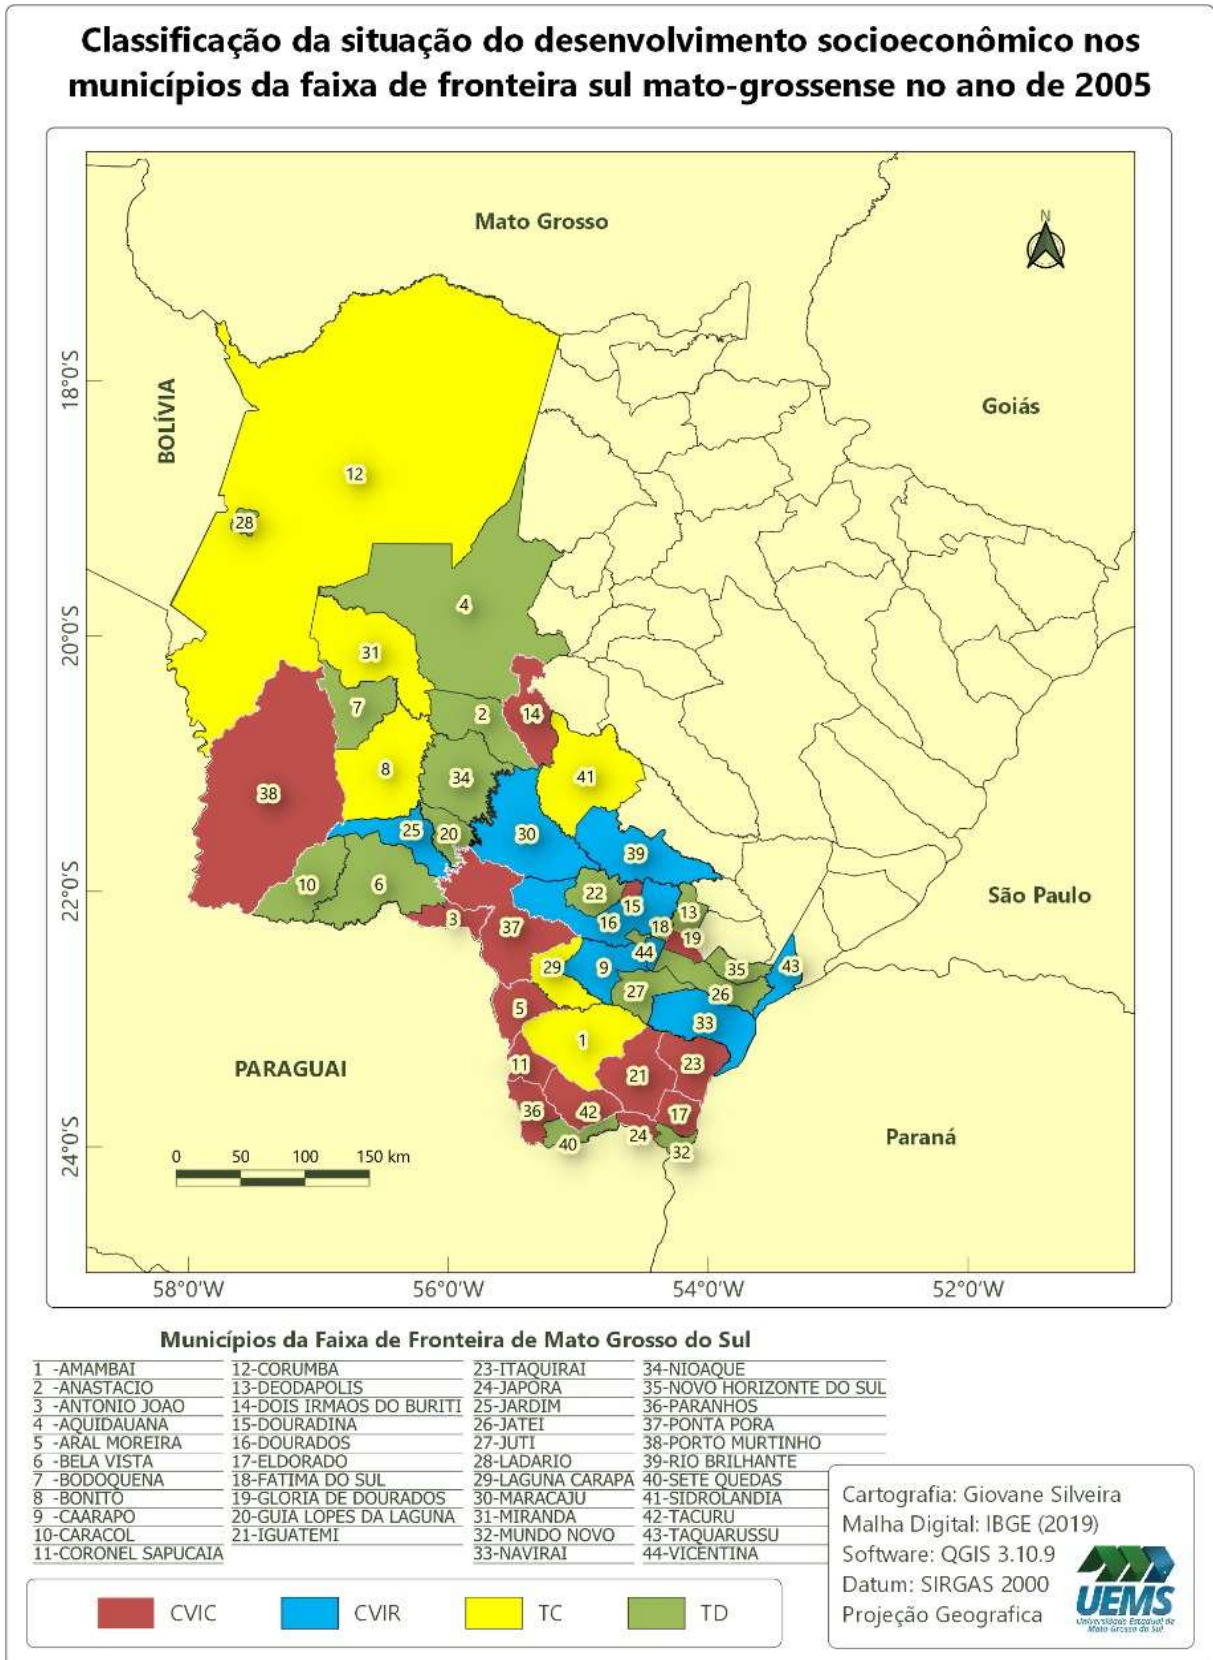 Classificação da situação do desenvolvimento socioeconômico nos
municípios da faixa de fronteira sul mato-grossense no ano de 2005
Mato Grosso
N
18°0'S
BOLÍVIA
Goiás
12
28
4
20°0'S
31
7
2
14
8
34
41
38
25
20
30
39
22°0'S
10
6
22
15
13
São Paulo
3
37
16
18
19
44
29
9
35
43
27
26
5
33
1
PARAGUAI
11
21
23
36
42
17
24
Paraná
40
32
24°0'S
0 50 100 150 km
58°0'W 56°0'W 54°0'W 52°0'W
Municípios da Faixa de Fronteira de Mato Grosso do Sul
1 -AMAMBAI
2 -ANASTACIO
3 -ANTONIO JOAO
4 -AQUIDAUANA
5 -ARAL MOREIRA
6 -BELA VISTA
7 -BODOQUENA
8 -BONITO
9 -CAARAPO
10-CARACOL
11-CORONEL SAPUCAIA
12-CORUMBA
13-DEODAPOLIS
14-DOIS IRMAOS DO BURITI
15-DOURADINA
16-DOURADOS
17-ELDORADO
18-FATIMA DO SUL
19-GLORIA DE DOURADOS
20-GUIA LOPES DA LAGUNA
21-IGUATEMI
23-ITAQUIRAI
24-JAPORA
25-JARDIM
26-JATEI
27-JUTI
28-LADARIO
29-LAGUNA CARAPA
30-MARACAJU
31-MIRANDA
32-MUNDO NOVO
33-NAVIRAI
34-NIOAQUE
35-NOVO HORIZONTE DO SUL
36-PARANHOS
37-PONTA PORA
38-PORTO MURTINHO
39-RIO BRILHANTE
40-SETE QUEDAS
41-SIDROLANDIA
42-TACURU
43-TAQUARUSSU
44-VICENTINA
CVIC CVIR TC TD
Cartografia: Giovane Silveira
Malha Digital: IBGE (2019)
Software: QGIS 3.10.9
Datum: SIRGAS 2000
Projeção Geografica
UEMS
Universidade Estadual de
Mato Grosso do Sul